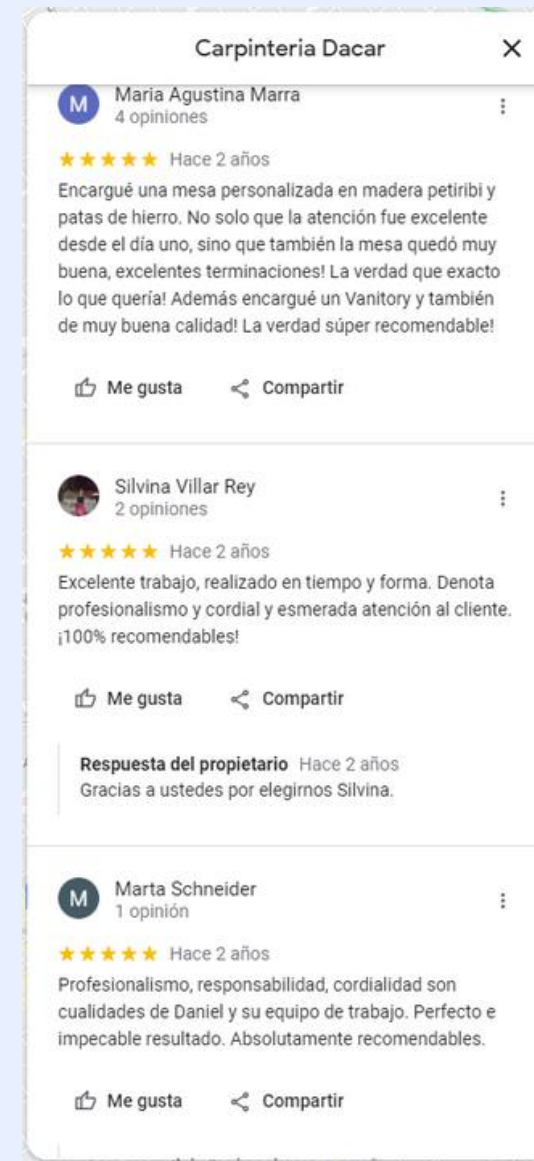 Carpinteria Dacar
M
Maria Agustina Marra
4 opiniones
Hace 2 años
Encargué una mesa personalizada en madera petiribi y
patas de hierro. No solo que la atención fue excelente
desde el día uno, sino que también la mesa quedó muy
buena, excelentes terminaciones! La verdad que exacto
lo que quería! Además encargué un Vanitory y también
de muy buena calidad! La verdad súper recomendable!
Me gusta Compartir
Silvina Villar Rey
2 opiniones
Hace 2 años
Excelente trabajo, realizado en tiempo y forma. Denota
profesionalismo y cordial y esmerada atención al cliente.
¡100% recomendables!
Me gusta Compartir
Respuesta del propietario Hace 2 años
Gracias a ustedes por elegirnos Silvina.
M
Marta Schneider
1 opinión
Hace 2 años
Profesionalismo, responsabilidad, cordialidad son
cualidades de Daniel y su equipo de trabajo. Perfecto e
impecable resultado. Absolutamente recomendables.
Me gusta Compartir